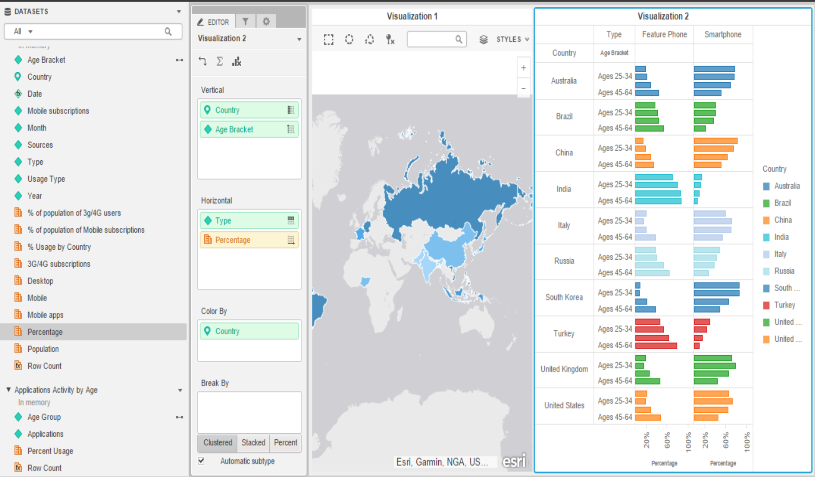 DATASETS
All
In memory
Age Bracket
Country
Date
Mobile subscriptions
Month
Sources
Type
Usage Type
Year
% of population of 3g/4G users
% of population of Mobile subscriptions
% Usage by Country
3G/4G subscriptions
Desktop
Mobile
Mobile apps
Percentage
Population
Row Count
Applications Activity by Age
In memory
Age Group
Applications
Percent Usage
Row Count
EDITOR
Visualization 2
Vertical
Country
Age Bracket
Horizontal
Type
Percentage
Color By
Country
Break By
Clustered Stacked Percent
Automatic subtype
Visualization 1
STYLES
+
−
Esri, Garmin, NGA, US...
esri
Visualization 2
Type Feature Phone Smartphone
Country Age Bracket
Australia
Ages 25-34
Ages 45-64
Brazil
Ages 25-34
Ages 45-64
China
Ages 25-34
Ages 45-64
India
Ages 25-34
Ages 45-64
Italy
Ages 25-34
Ages 45-64
Russia
Ages 25-34
Ages 45-64
South Korea
Ages 25-34
Ages 45-64
Turkey
Ages 25-34
Ages 45-64
United Kingdom
Ages 25-34
Ages 45-64
United States
Ages 25-34
Ages 45-64
20% 60% 100% 20% 60% 100%
Percentage Percentage
Country
Australia
Brazil
China
India
Italy
Russia
South ...
Turkey
United ...
United ...